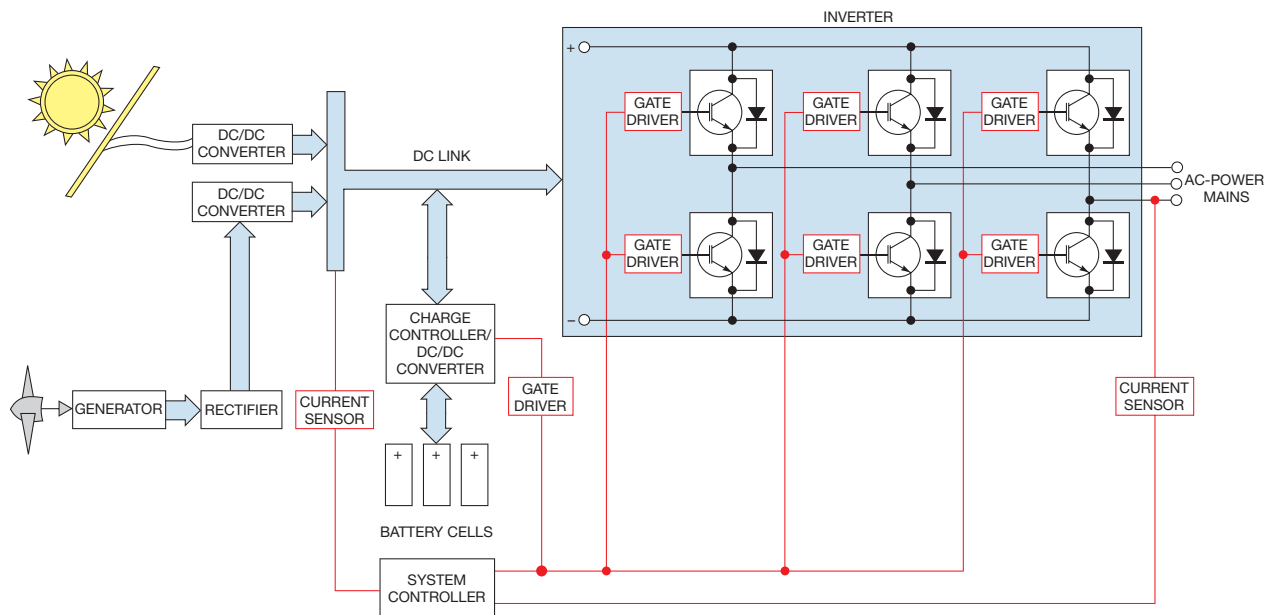 INVERTER
+
GATE
DRIVER
GATE
DRIVER
GATE
DRIVER
DC/DC
CONVERTER
DC LINK
DC/DC
CONVERTER
AC-POWER
MAINS
GATE
DRIVER
GATE
DRIVER
GATE
DRIVER
−
CHARGE
CONTROLLER/
DC/DC
CONVERTER
GENERATOR
RECTIFIER
CURRENT
SENSOR
GATE
DRIVER
CURRENT
SENSOR
+
+
+
BATTERY CELLS
SYSTEM
CONTROLLER